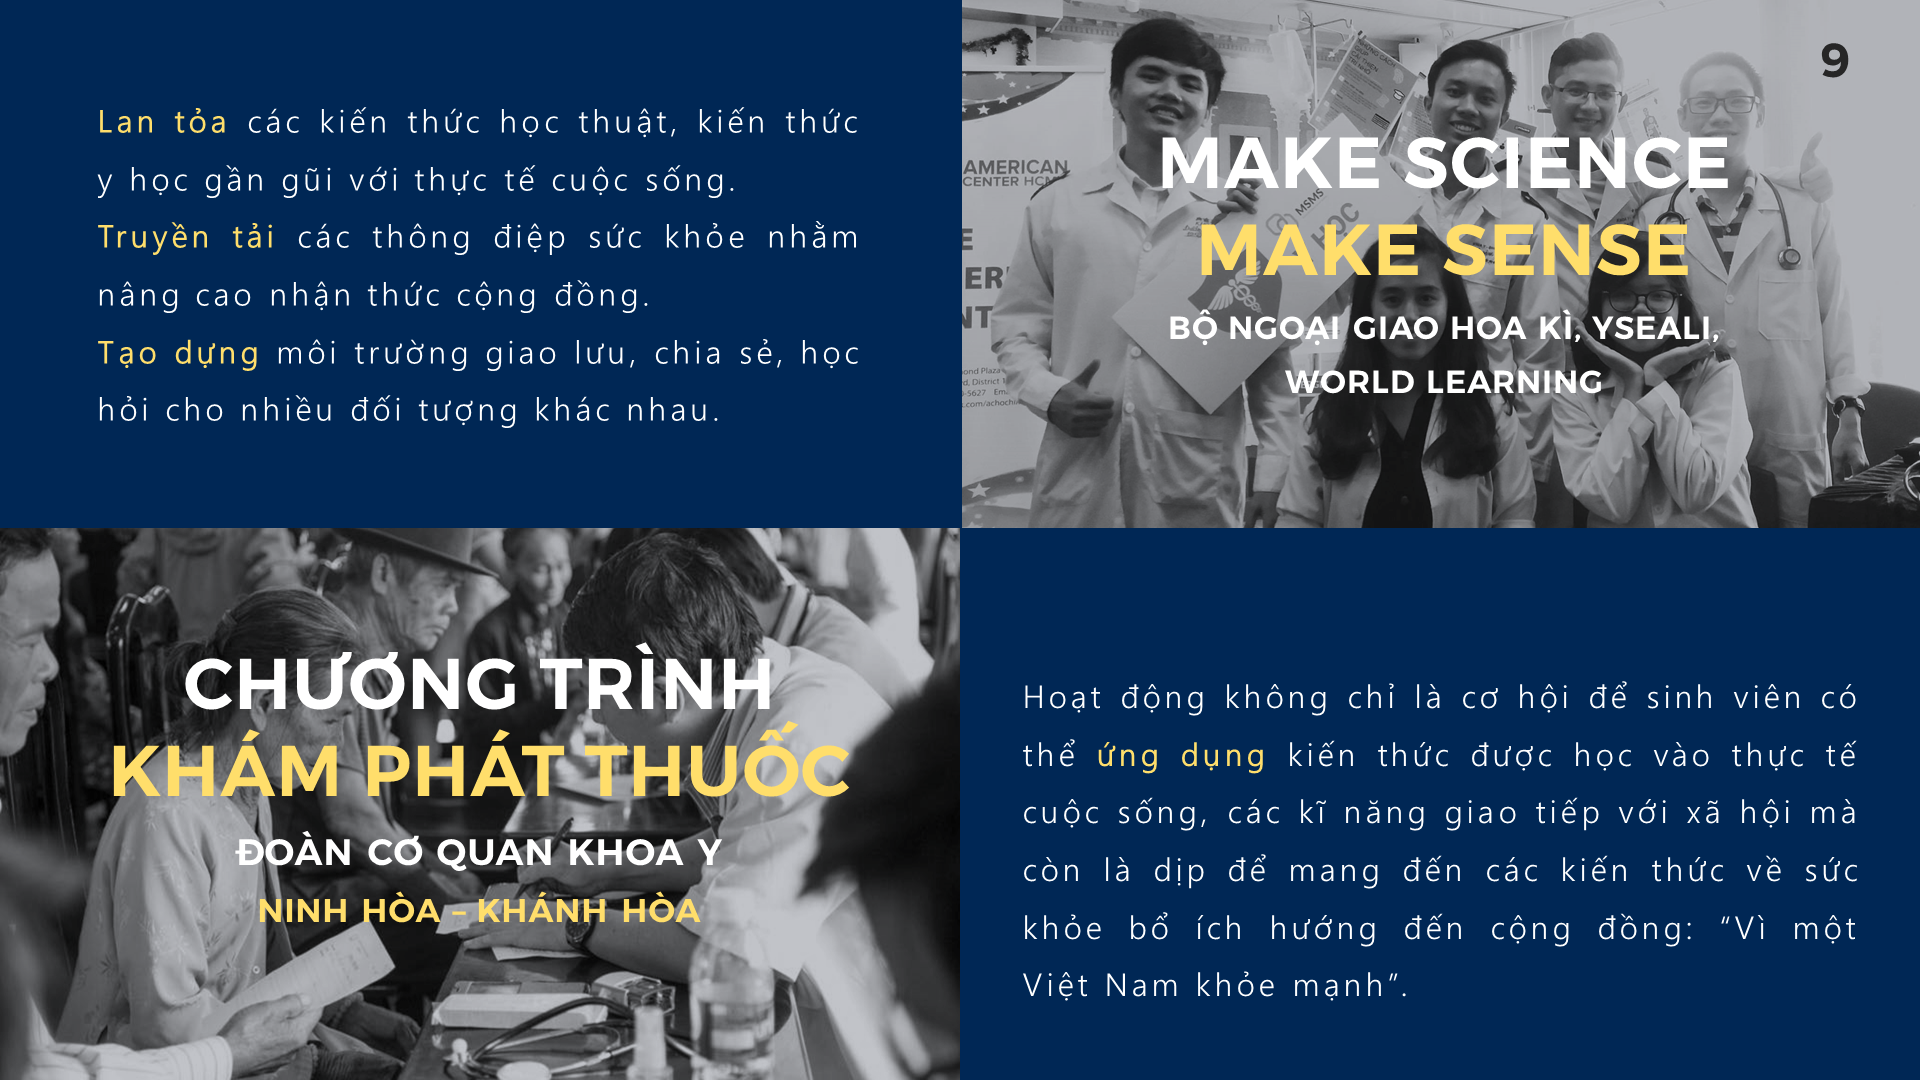 Lan tỏa các kiến thức học thuật, kiến thức
y học gần gũi với thực tế cuộc sống.
Truyền tải các thông điệp sức khỏe nhằm
nâng cao nhận thức cộng đồng.
Tạo dựng môi trường giao lưu, chia sẻ, học
hỏi cho nhiều đối tượng khác nhau.
9
MAKE SCIENCE
MAKE SENSE
BỘ NGOẠI GIAO HOA KÌ, YSEALI,
WORLD LEARNING
AMERICAN
CENTER HCM
MSMS
HỌC
CHƯƠNG TRÌNH
KHÁM PHÁT THUỐC
ĐOÀN CƠ QUAN KHOA Y
NINH HÒA – KHÁNH HÒA
Hoạt động không chỉ là cơ hội để sinh viên có
thể ứng dụng kiến thức được học vào thực tế
cuộc sống, các kĩ năng giao tiếp với xã hội mà
còn là dịp để mang đến các kiến thức về sức
khỏe bổ ích hướng đến cộng đồng: “Vì một
Việt Nam khỏe mạnh”.